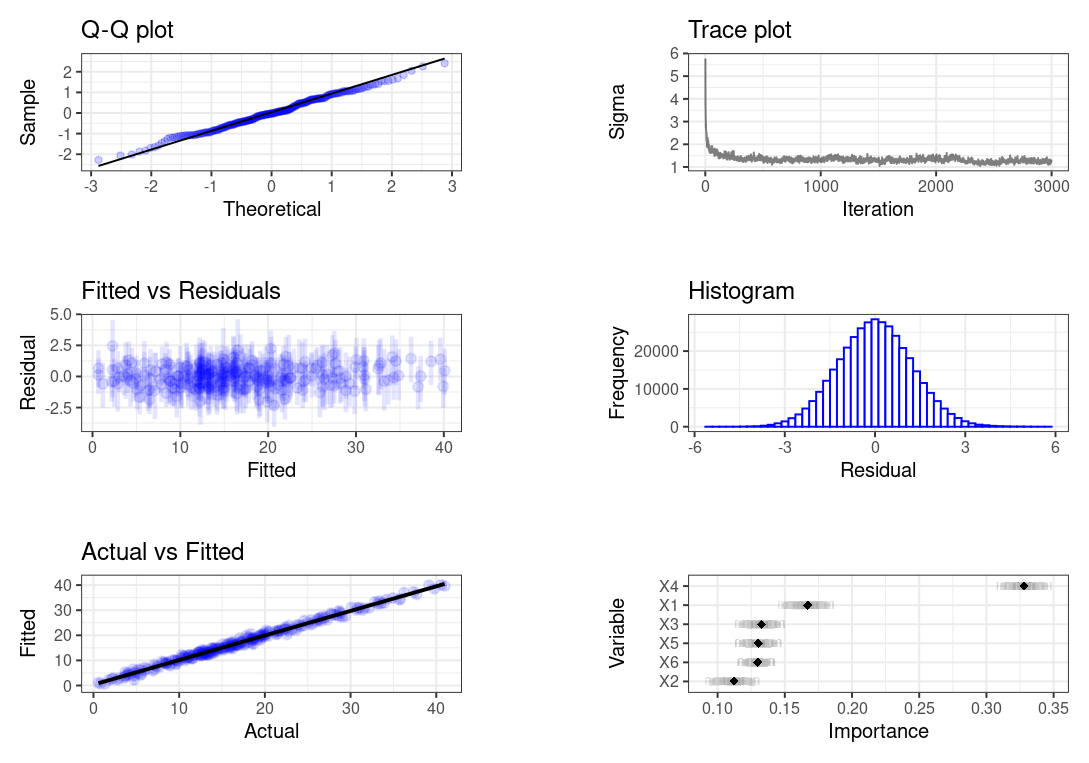 Q-Q plot
Sample
2
1
0
-1
-2
-3 -2 -1 0 1 2 3
Theoretical
Trace plot
Sigma
6
5
4
3
2
1
0 1000 2000 3000
Iteration
Fitted vs Residuals
Residual
5.0
2.5
0.0
-2.5
0 10 20 30 40
Fitted
Histogram
Frequency
20000
10000
0
-6 -3 0 3 6
Residual
Actual vs Fitted
Fitted
40
30
20
10
0
0 10 20 30 40
Actual
Variable
X4
X1
X3
X5
X6
X2
0.10 0.15 0.20 0.25 0.30 0.35
Importance